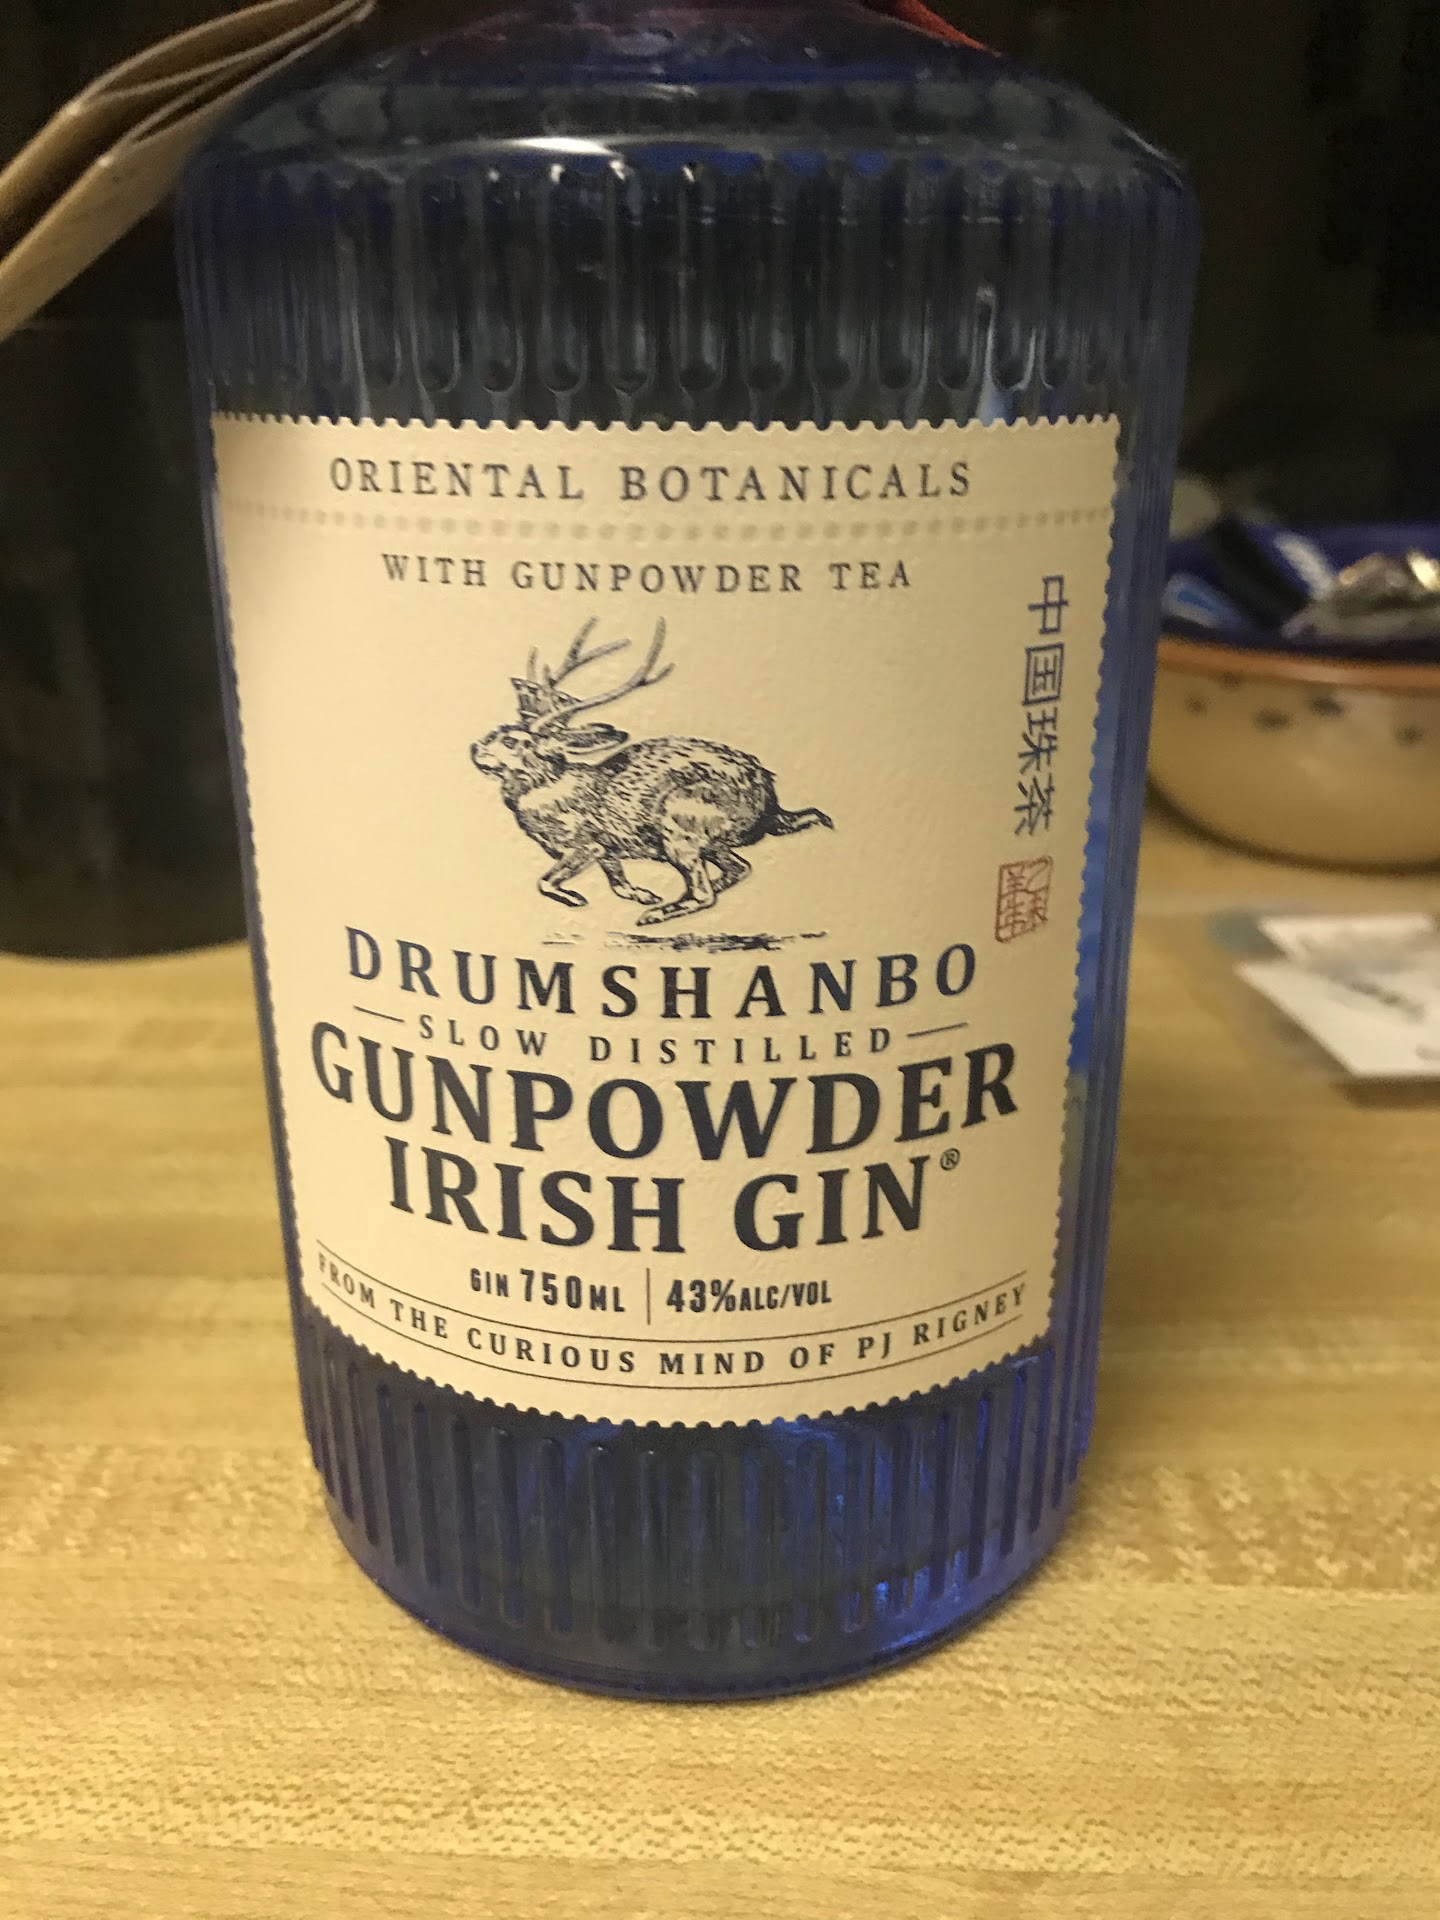 ORIENTAL BOTANICALS
WITH GUNPOWDER TEA
中国珠茶
DRUMSHANBO
SLOW DISTILLED
GUNPOWDER
IRISH GIN®
GIN 750ML | 43%ALC/VOL
FROM THE CURIOUS MIND OF PJ RIGNEY